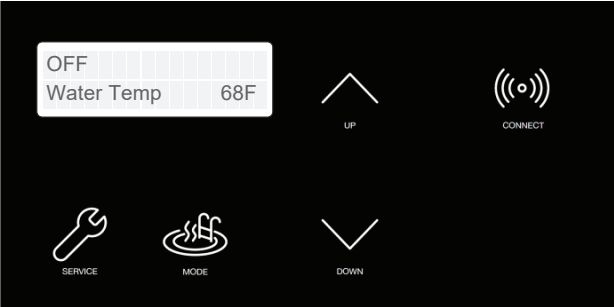 OFF
Water Temp 68F
UP
CONNECT
SERVICE
MODE
DOWN